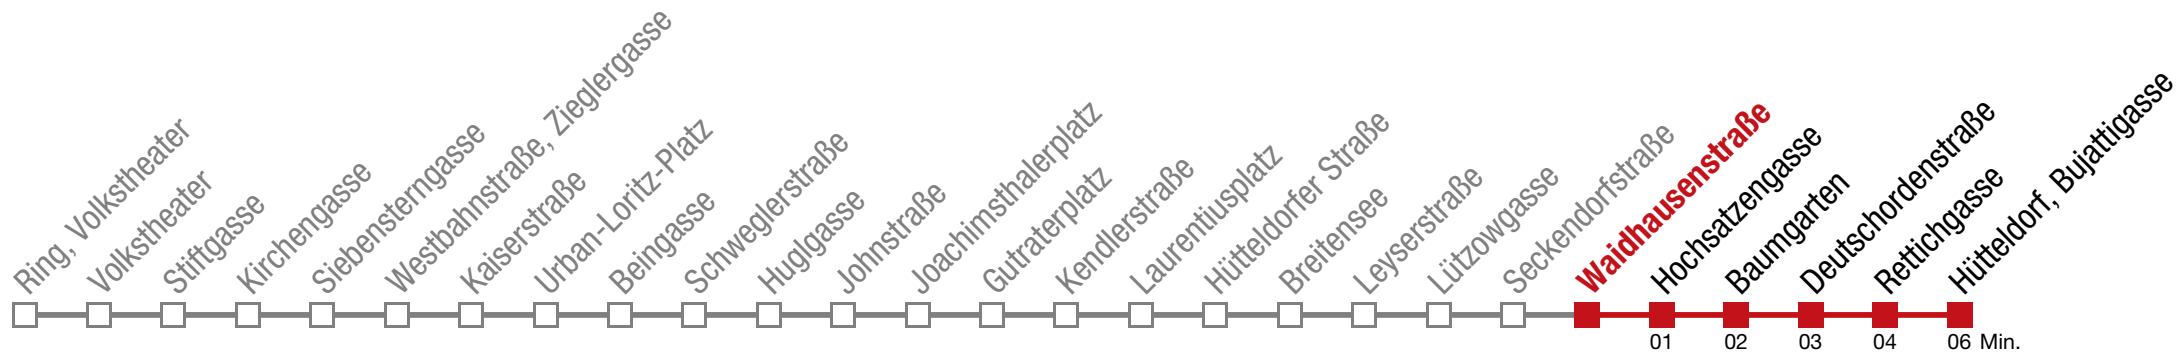 Ring, Volkstheater
Volkstheater
Stiftgasse
Kirchengasse
Siebensterngasse
Westbahnstraße, Zieglergasse
Kaiserstraße
Urban-Loritz-Platz
Beingasse
Schweglerstraße
Huglgasse
Johnstraße
Joachimsthalerplatz
Gutraterplatz
Kendlerstraße
Laurentiusplatz
Hütteldorfer Straße
Breitensee
Leyserstraße
Lützowgasse
Seckendorfstraße
Waidhausenstraße
Hochsatzengasse
Baumgarten
Deutschordenstraße
Rettichgasse
Hütteldorf, Bujattigasse
01 02 03 04 06 Min.